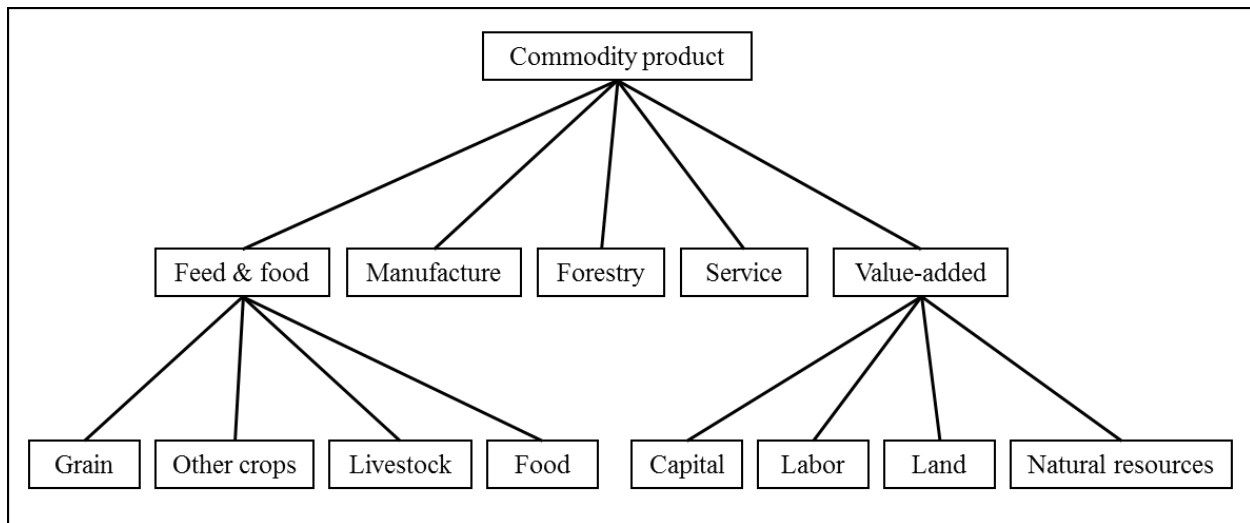 Commodity product
Feed & food
Manufacture
Forestry
Service
Value-added
Grain
Other crops
Livestock
Food
Capital
Labor
Land
Natural resources